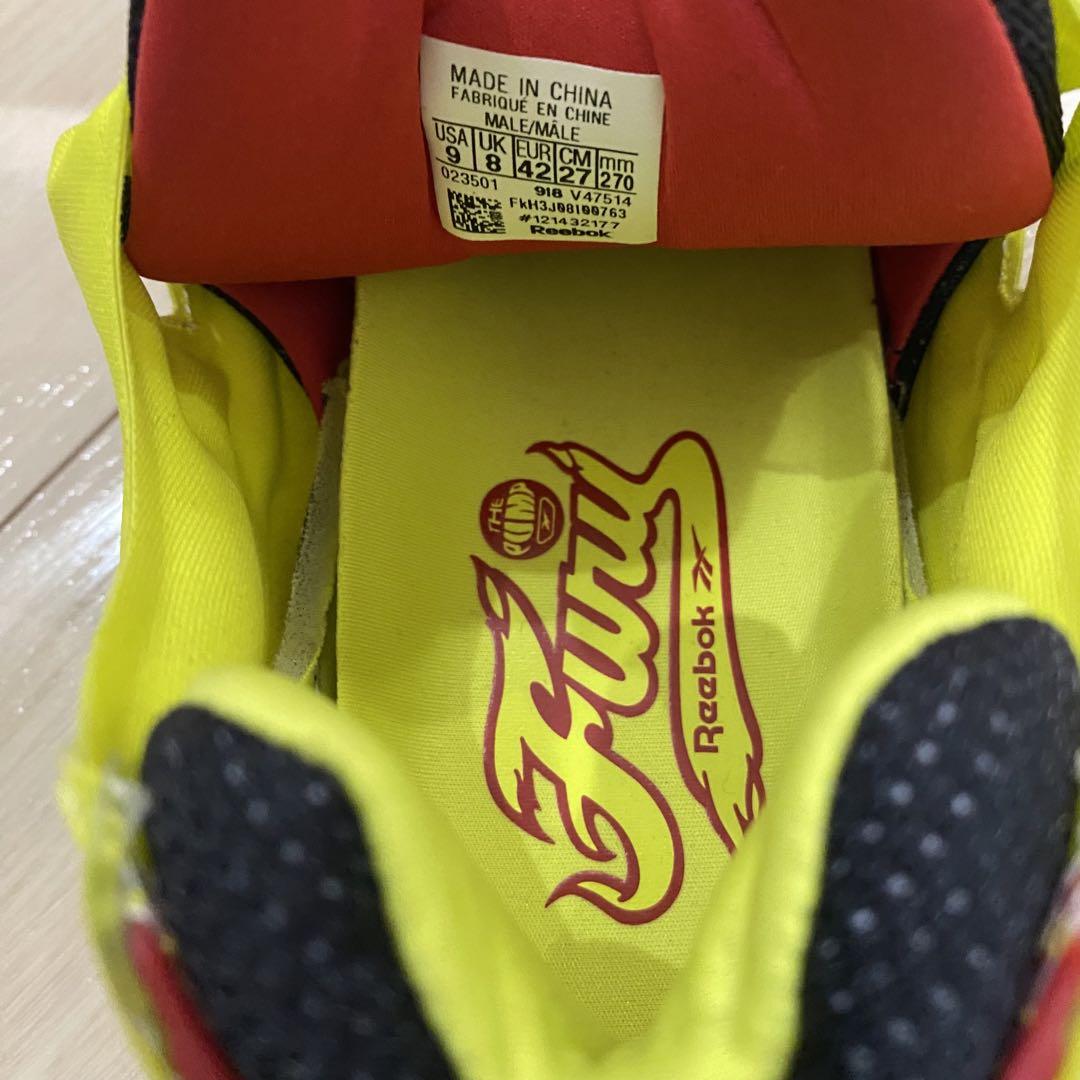 MADE IN CHINA
FABRIQUÉ EN CHINE
MALE/MÂLE
USA UK EUR CM mm
9 8 42 27 270
023501 918 V47514
FkH3J08I00763
#121432177
Reebok
THE
PUMP
Fury
Reebok